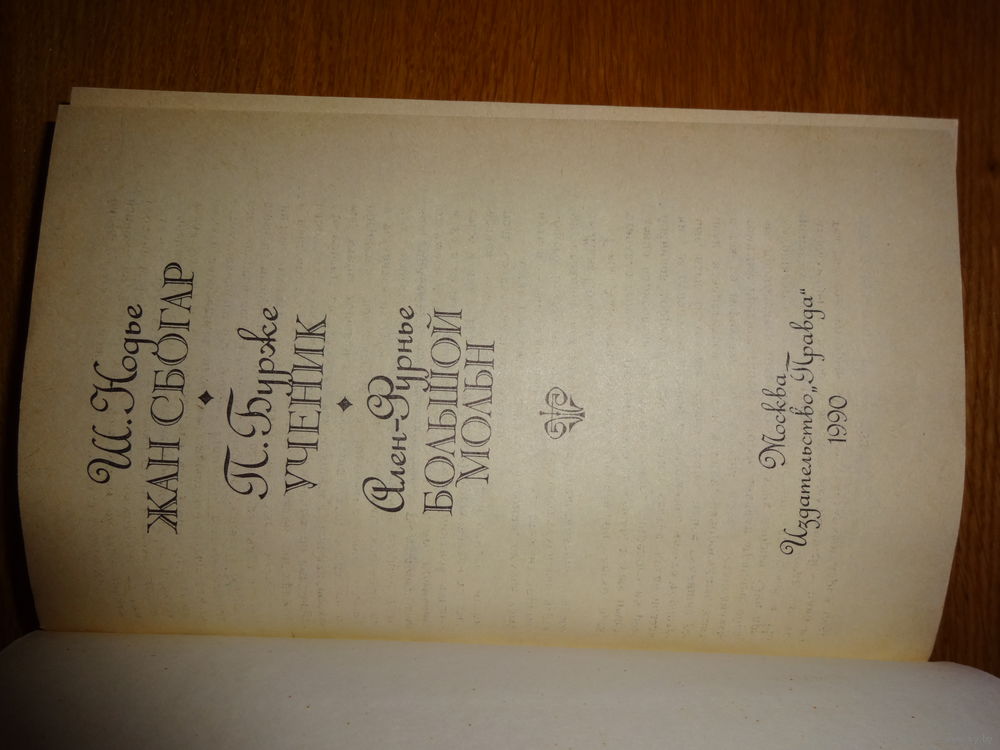 Ш. Нодье
ЖАН СБОГАР
П. Бурже
УЧЕНИК
Ален-Фурнье
БОЛЬШОЙ
МОЛЬН
Москва
Издательство „Правда“
1990